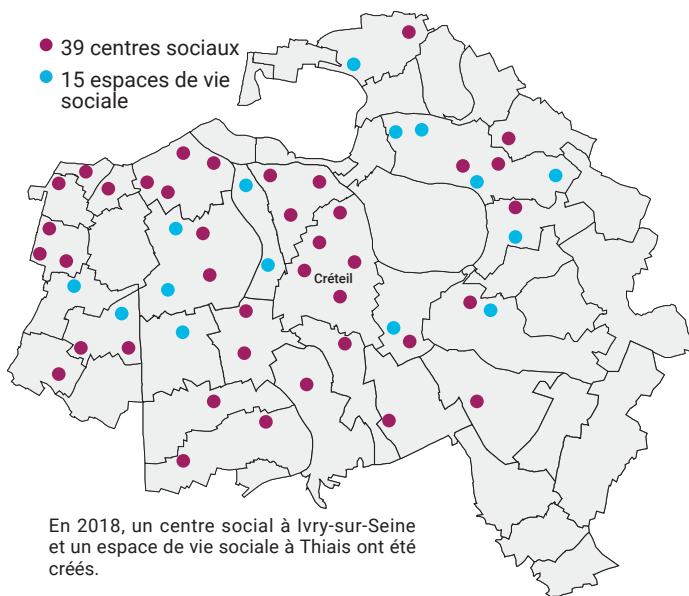 39 centres sociaux
15 espaces de vie
sociale
Créteil
En 2018, un centre social à Ivry-sur-Seine
et un espace de vie sociale à Thiais ont été
créés.